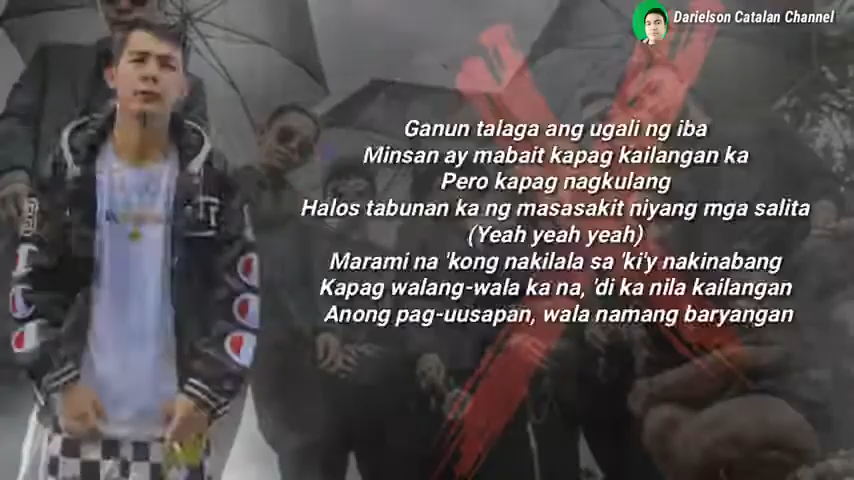 Darielson Catalan Channel
Ganun talaga ang ugali ng iba
Minsan ay mabait kapag kailangan ka
Pero kapag nagkulang
Halos tabunan ka ng masasakit niyang mga salita
(Yeah yeah yeah)
Marami na 'kong nakilala sa 'ki'y nakinabang
Kapag walang-wala ka na, 'di ka nila kailangan
Anong pag-uusapan, wala namang baryangan